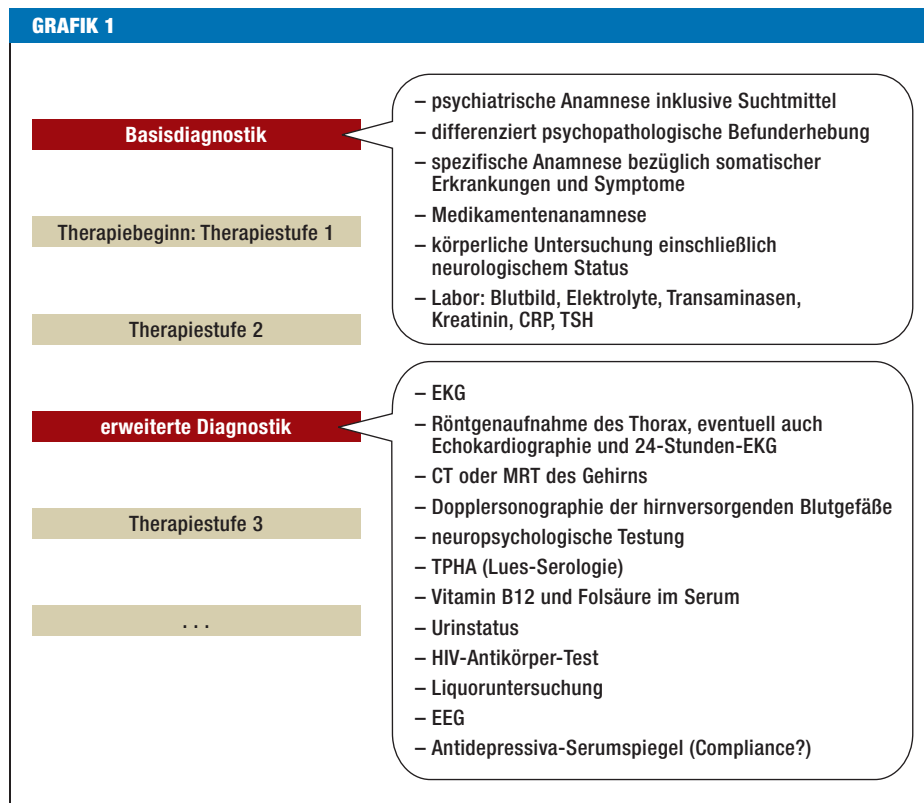 GRAFIK 1
Basisdiagnostik
– psychiatrische Anamnese inklusive Suchtmittel
– differenziert psychopathologische Befunderhebung
– spezifische Anamnese bezüglich somatischer
Erkrankungen und Symptome
– Medikamentenanamnese
– körperliche Untersuchung einschließlich
neurologischem Status
– Labor: Blutbild, Elektrolyte, Transaminasen,
Kreatinin, CRP, TSH
Therapiebeginn: Therapiestufe 1
Therapiestufe 2
erweiterte Diagnostik
– EKG
– Röntgenaufnahme des Thorax, eventuell auch
Echokardiographie und 24-Stunden-EKG
– CT oder MRT des Gehirns
– Dopplersonographie der hirnversorgenden Blutgefäße
– neuropsychologische Testung
– TPHA (Lues-Serologie)
– Vitamin B12 und Folsäure im Serum
– Urinstatus
– HIV-Antikörper-Test
– Liquoruntersuchung
– EEG
– Antidepressiva-Serumspiegel (Compliance?)
Therapiestufe 3
. . .